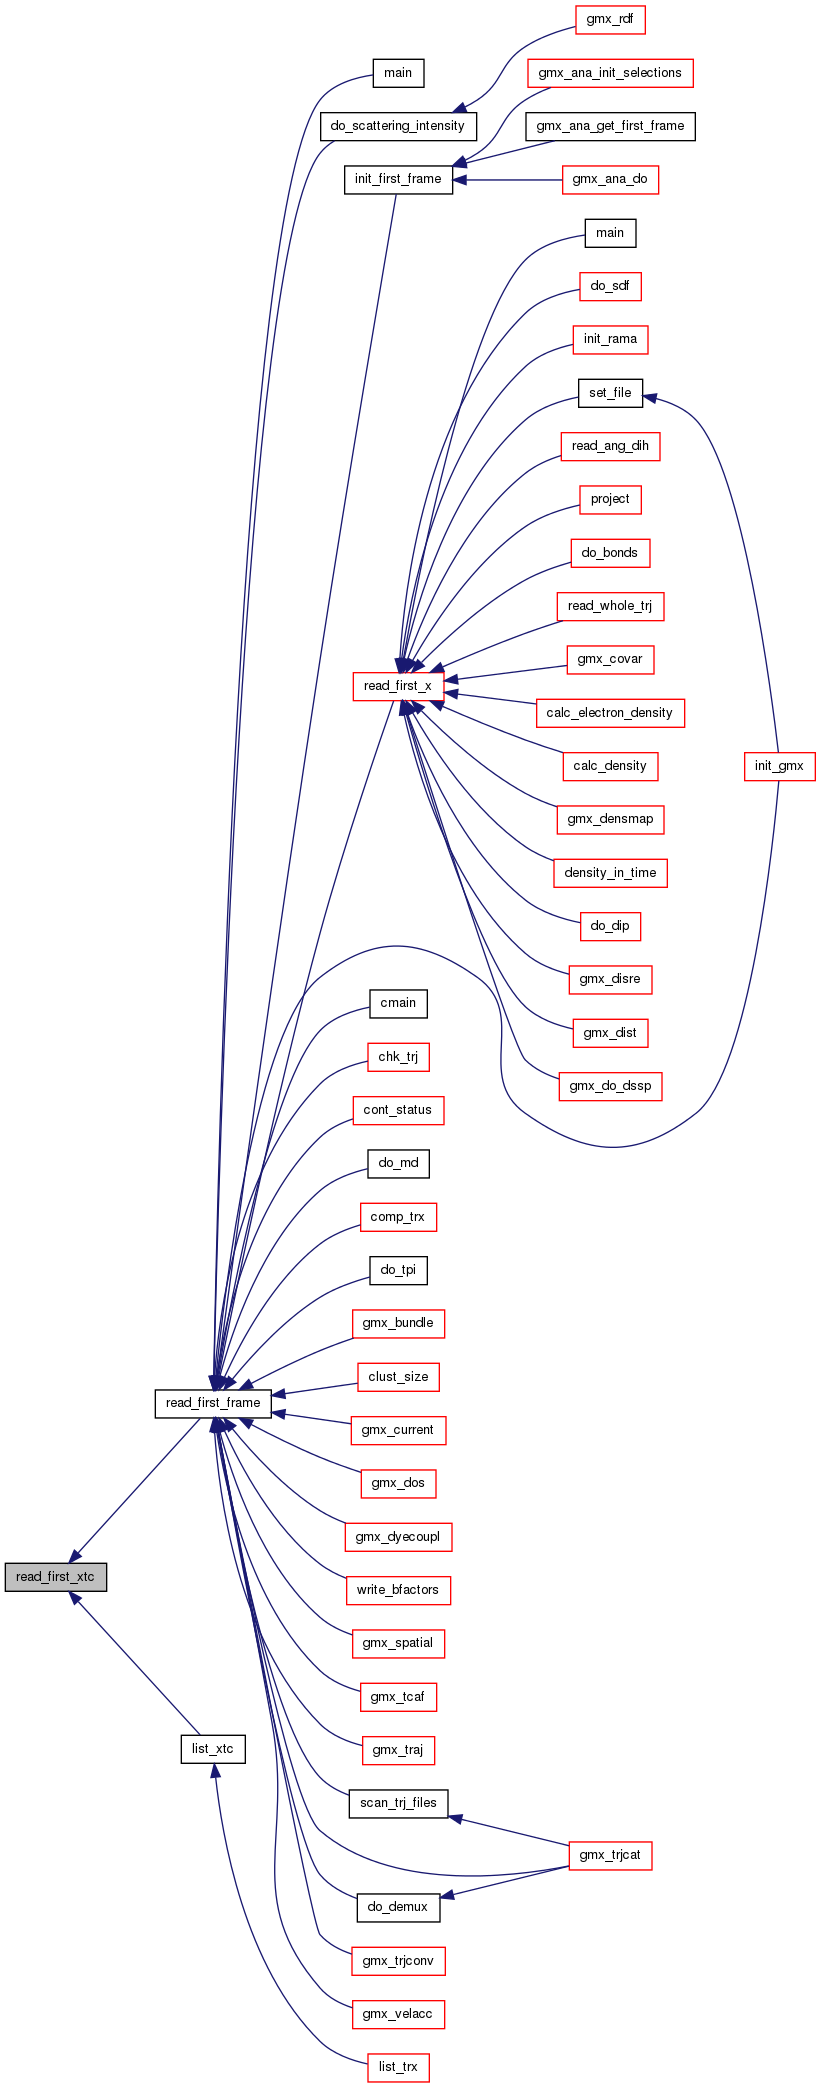 gmx_rdf
main
gmx_ana_init_selections
do_scattering_intensity
gmx_ana_get_first_frame
init_first_frame
gmx_ana_do
main
do_sdf
init_rama
set_file
read_ang_dih
project
do_bonds
read_whole_trj
gmx_covar
read_first_x
calc_electron_density
calc_density
init_gmx
gmx_densmap
density_in_time
do_dip
gmx_disre
cmain
gmx_dist
chk_trj
gmx_do_dssp
cont_status
do_md
comp_trx
do_tpi
gmx_bundle
clust_size
read_first_frame
gmx_current
gmx_dos
gmx_dyecoupl
read_first_xtc
write_bfactors
gmx_spatial
gmx_tcaf
list_xtc
gmx_traj
scan_trj_files
gmx_trjcat
do_demux
gmx_trjconv
gmx_velacc
list_trx